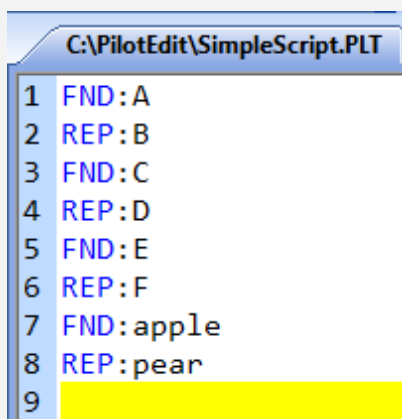 C:\PilotEdit\SimpleScript.PLT
1 FND:A
2 REP:B
3 FND:C
4 REP:D
5 FND:E
6 REP:F
7 FND:apple
8 REP:pear
9